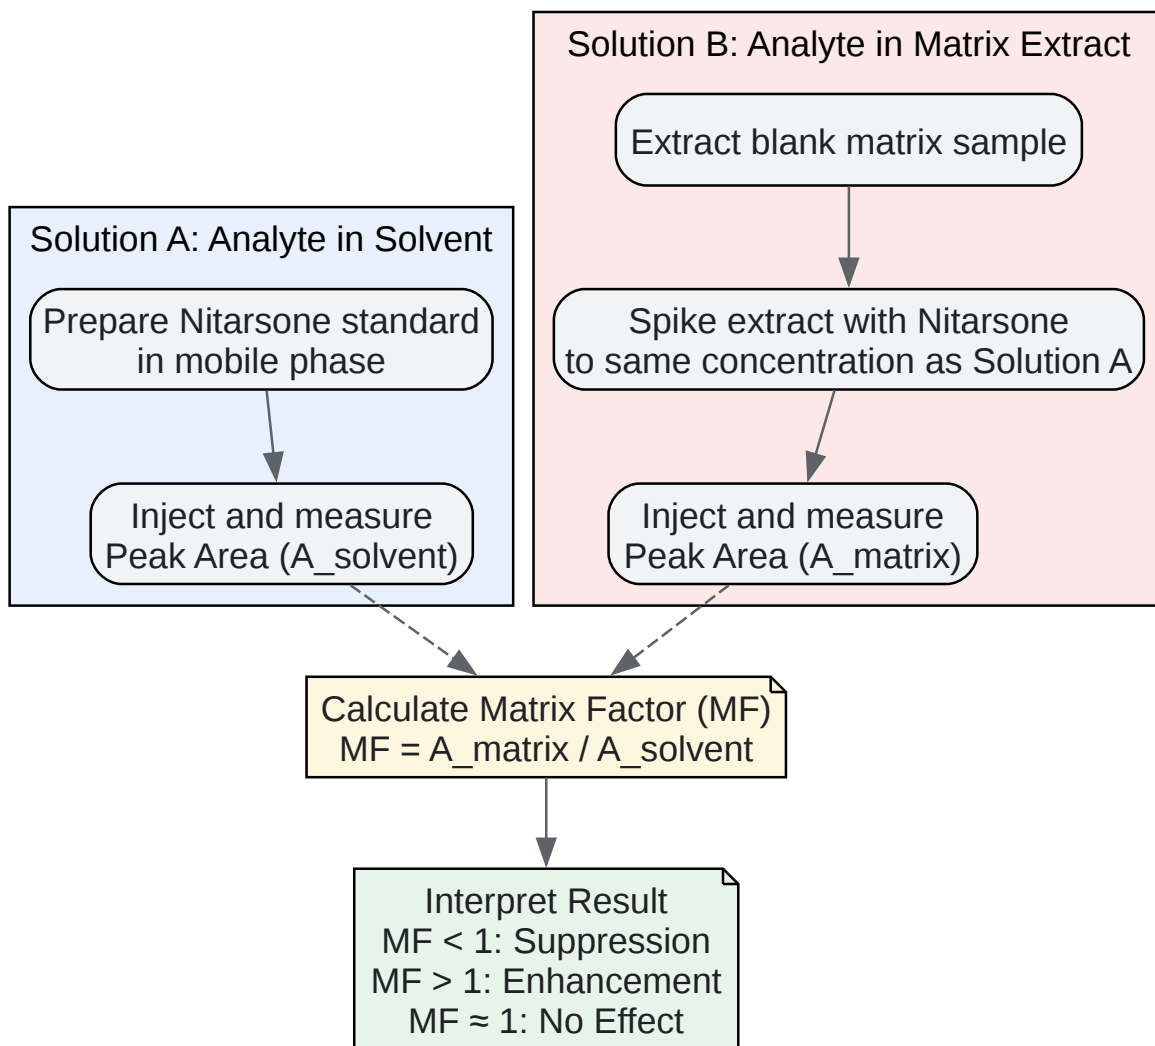 Solution A: Analyte in Solvent
Prepare Nitarsone standard
in mobile phase
Inject and measure
Peak Area (A_solvent)
Solution B: Analyte in Matrix Extract
Extract blank matrix sample
Spike extract with Nitarsone
to same concentration as Solution A
Inject and measure
Peak Area (A_matrix)
Calculate Matrix Factor (MF)
MF = A_matrix / A_solvent
Interpret Result
MF < 1: Suppression
MF > 1: Enhancement
MF ≈ 1: No Effect